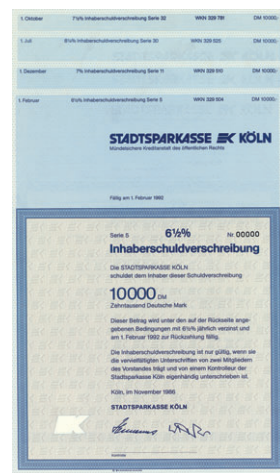 1. Oktober 7½% Inhaberschuldverschreibung Serie 32 WKN 329 791 DM 10000,-
1. Juli 6½% Inhaberschuldverschreibung Serie 30 WKN 329 520 DM 10000,-
1. Dezember 7% Inhaberschuldverschreibung Serie 11 WKN 329 510 DM 10000,-
1. Februar 6½% Inhaberschuldverschreibung Serie 5 WKN 329 504 DM 10000,-
STADTSPARKASSE KÖLN
Mündelsichere Kreditanstalt des öffentlichen Rechts
Fällig am 1. Februar 1992
Serie 5 6½% Nr. 00000
Inhaberschuldverschreibung
Die STADTSPARKASSE KÖLN
schuldet dem Inhaber dieser Schuldverschreibung
10000 DM
Zehntausend Deutsche Mark
Dieser Betrag wird unter den auf der Rückseite ange-
gebenen Bedingungen mit 6½% jährlich verzinst und
am 1. Februar 1992 zur Rückzahlung fällig.
Die Inhaberschuldverschreibung ist nur gültig, wenn sie
die vervielfältigten Unterschriften von zwei Mitgliedern
des Vorstandes trägt und von einem Kontrolleur der
Stadtsparkasse Köln eigenhändig unterschrieben ist.
Köln, im November 1986
STADTSPARKASSE KÖLN